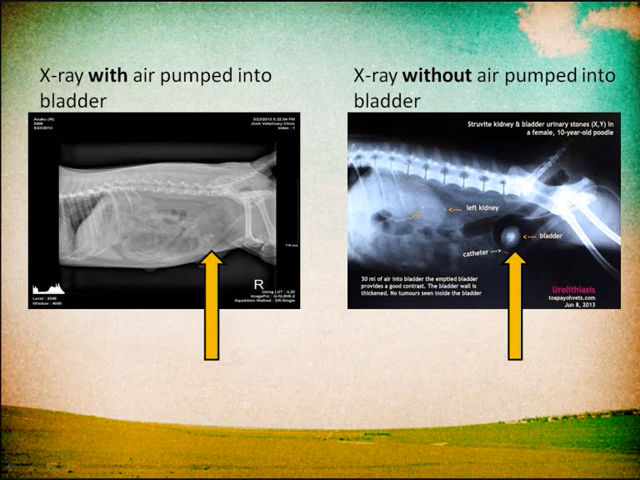 X-ray with air pumped into
bladder
X-ray without air pumped into
bladder
Struvite kidney & bladder urinary stones (X,Y) in
a female, 10-year-old poodle
left kidney
bladder
catheter
30 ml of air into bladder the emptied bladder
provides a good contrast. The bladder wall is
thickened. No tumours seen inside the bladder
Urolithiasis
toapayohvets.com
Jun 8, 2013
R